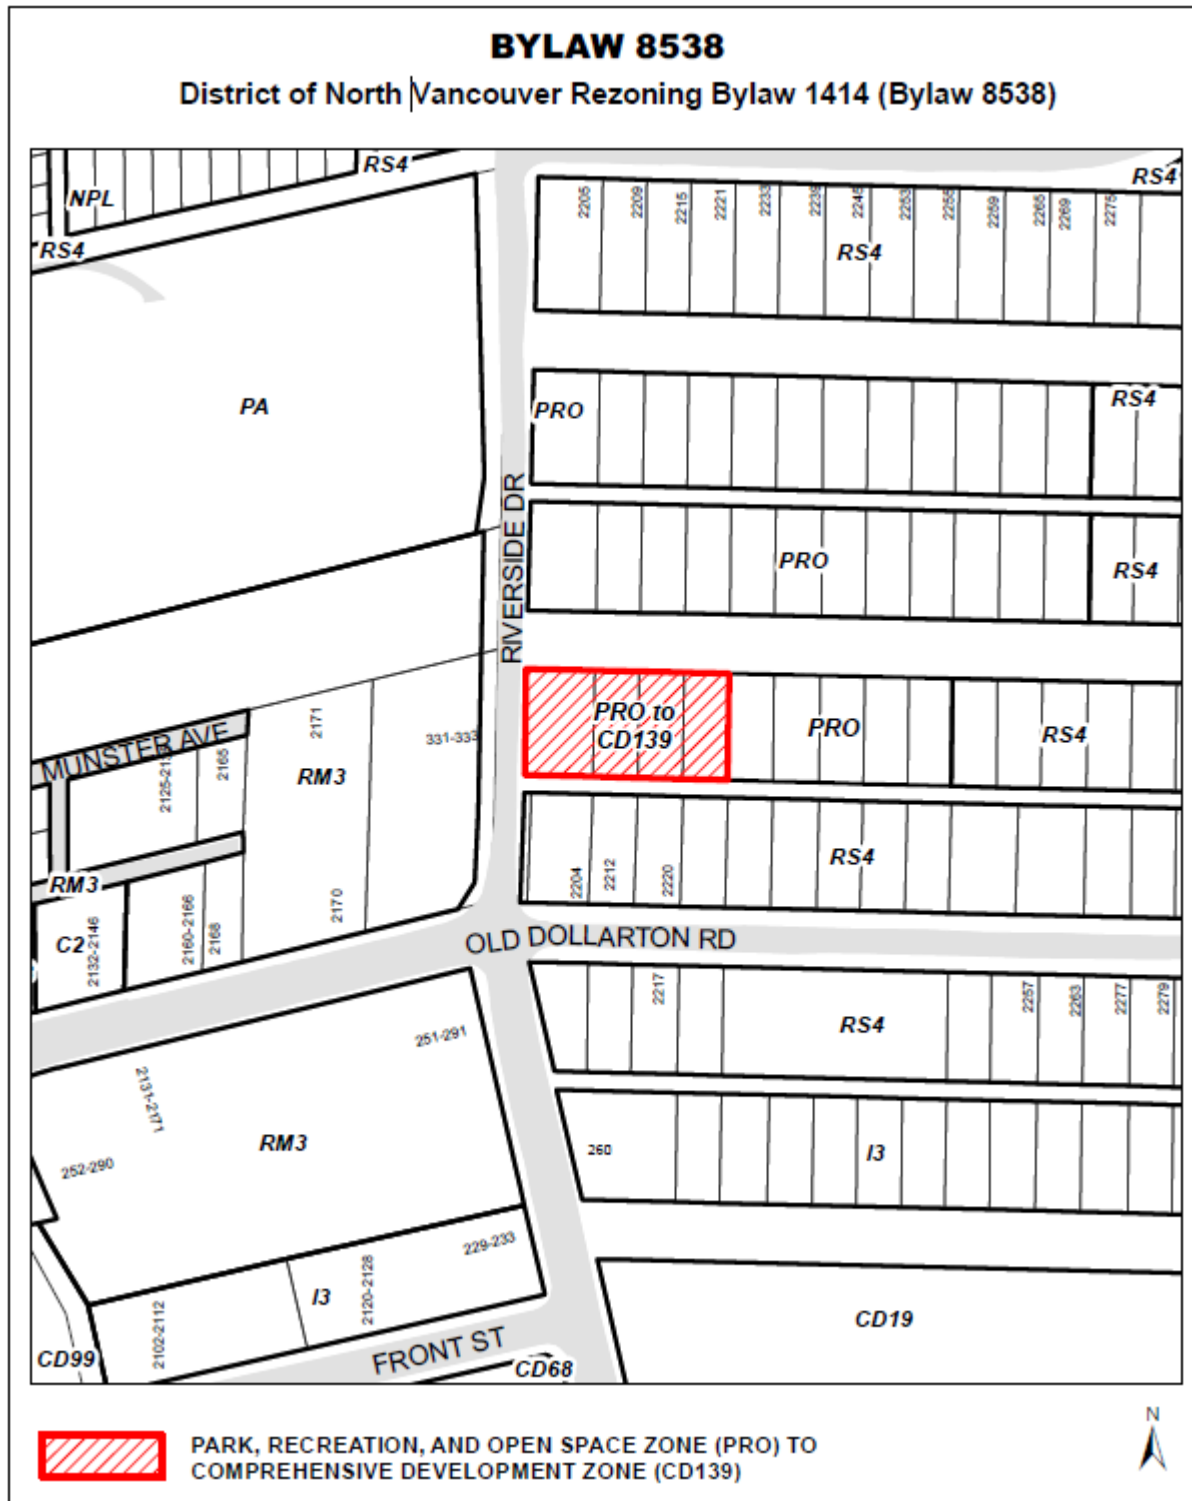 BYLAW 8538
District of North Vancouver Rezoning Bylaw 1414 (Bylaw 8538)
RS4
NPL
RS4
RS4
2205
2209
2215
2221
2233
2239
2245
2253
2255
2259
2265
2269
2275
RS4
PA
PRO
RS4
RIVERSIDE DR
PRO
RS4
MUNSTER AVE
2165
2171
331-333
RM3
PRO to
CD139
PRO
RS4
RM3
C2
2132-2146
2160-2166
2168
2170
2204
2212
2220
RS4
OLD DOLLARTON RD
2217
2257
2263
2277
2279
RS4
251-291
2131-2171
252-290
RM3
260
I3
229-233
2102-2112
I3
2120-2128
CD99
FRONT ST
CD68
CD19
N
PARK, RECREATION, AND OPEN SPACE ZONE (PRO) TO
COMPREHENSIVE DEVELOPMENT ZONE (CD139)